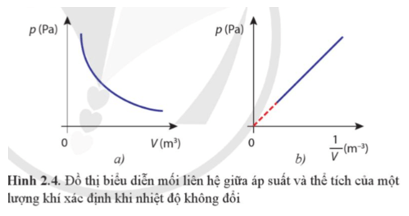 p (Pa)
p (Pa)
0
V (m³)
0
1/V (m⁻³)
a)
b)
Hình 2.4. Đồ thị biểu diễn mối liên hệ giữa áp suất và thể tích của một
lượng khí xác định khi nhiệt độ không đổi